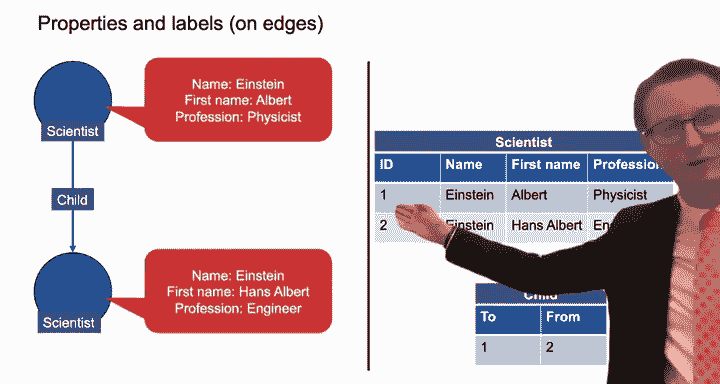 Properties and labels (on edges)
Name: Einstein
First name: Albert
Profession: Physicist
Scientist
Child
Name: Einstein
First name: Hans Albert
Profession: Engineer
Scientist
Scientist
ID Name First name
1 Einstein Albert Physicist
2 Einstein Hans Albert
Child
To From
1 2